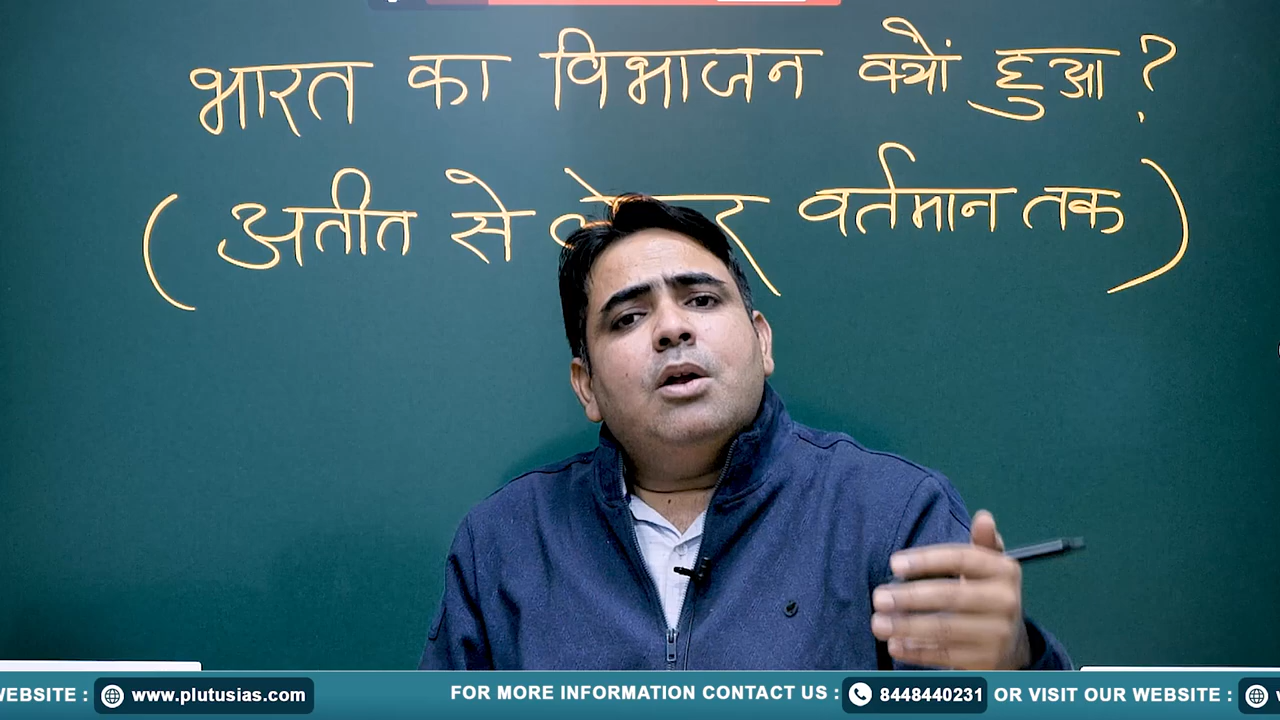 भारत का विभाजन क्यों हुआ ?
( अतीत से वर्तमान तक )
WEBSITE : www.plutusias.com FOR MORE INFORMATION CONTACT US : 8448440231 OR VISIT OUR WEBSITE :